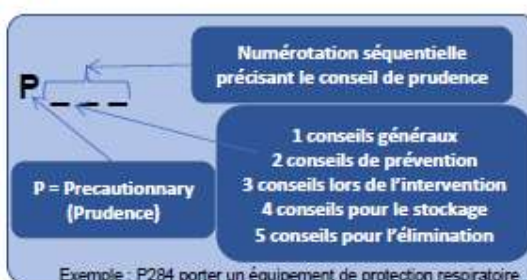 Numérotation séquentielle
précisant le conseil de prudence
P _ _ _
1 conseils généraux
2 conseils de prévention
3 conseils lors de l'intervention
4 conseils pour le stockage
5 conseils pour l'élimination
P = Precautionnary
(Prudence)
Exemple : P284 porter un équipement de protection respiratoire